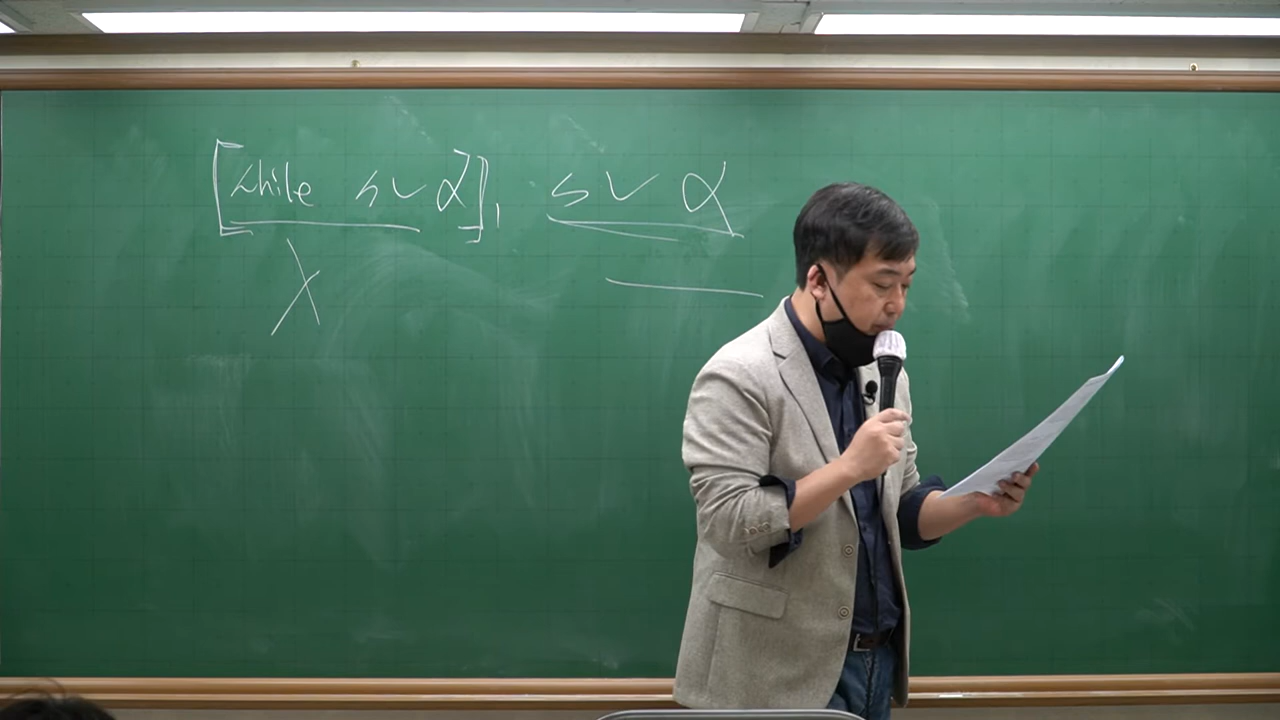 [while s v α], s v α
X